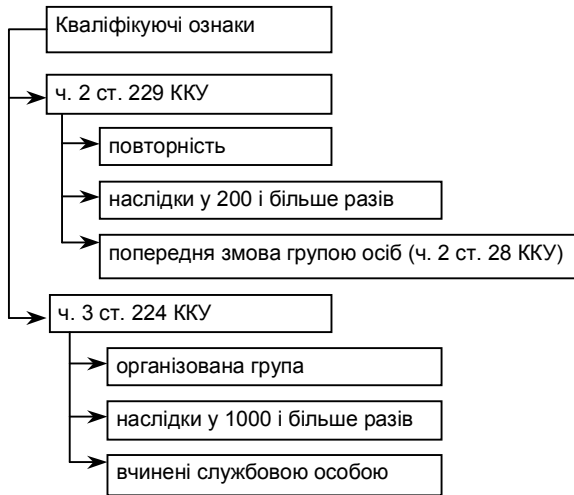 Кваліфікуючі ознаки
ч. 2 ст. 229 ККУ
повторність
наслідки у 200 і більше разів
попередня змова групою осіб (ч. 2 ст. 28 ККУ)
ч. 3 ст. 224 ККУ
організована група
наслідки у 1000 і більше разів
вчинені службовою особою